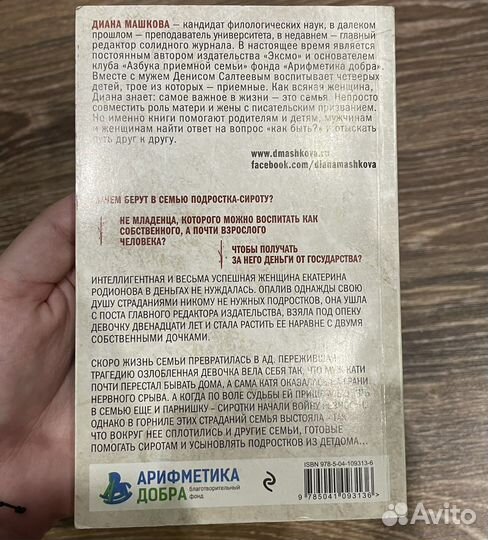 ДИАНА МАШКОВА — кандидат филологических наук, в далеком
прошлом — преподаватель университета, в недавнем — главный
редактор солидного журнала. В настоящее время является
постоянным автором издательства «Эксмо» и основателем
клуба «Азбука приемной семьи» фонда «Арифметика добра».
Вместе с мужем Денисом Салтеевым воспитывает четверых
детей, трое из которых — приемные. Как всякая женщина,
Диана знает: самое важное в жизни — это семья. Непросто
совместить роль матери и жены с писательским призванием.
Но именно книги помогают родителям и детям, мужчинам
и женщинам найти ответ на вопрос «как быть?» и отыскать
путь друг к другу.
www.dmashkova.ru
facebook.com/dianamashkova
ЗАЧЕМ БЕРУТ В СЕМЬЮ ПОДРОСТКА-СИРОТУ?
НЕ МЛАДЕНЦА, КОТОРОГО МОЖНО ВОСПИТАТЬ КАК
СОБСТВЕННОГО, А ПОЧТИ ВЗРОСЛОГО
ЧЕЛОВЕКА?
ЧТОБЫ ПОЛУЧАТЬ
ЗА НЕГО ДЕНЬГИ ОТ ГОСУДАРСТВА?
ИНТЕЛЛИГЕНТНАЯ И ВЕСЬМА УСПЕШНАЯ ЖЕНЩИНА ЕКАТЕРИНА
РОДИОНОВА В ДЕНЬГАХ НЕ НУЖДАЛАСЬ. ОПАЛИВ ОДНАЖДЫ СВОЮ
ДУШУ СТРАДАНИЯМИ НИКОМУ НЕ НУЖНЫХ ПОДРОСТКОВ, ОНА УШЛА
С ПОСТА ГЛАВНОГО РЕДАКТОРА ИЗДАТЕЛЬСТВА, ВЗЯЛА ПОД ОПЕКУ
ДЕВОЧКУ ДВЕНАДЦАТИ ЛЕТ И СТАЛА РАСТИТЬ ЕЕ НАРАВНЕ С ДВУМЯ
СОБСТВЕННЫМИ ДОЧКАМИ.
СКОРО ЖИЗНЬ СЕМЬИ ПРЕВРАТИЛАСЬ В АД. ПЕРЕЖИВША
ТРАГЕДИЮ ОЗЛОБЛЕННАЯ ДЕВОЧКА ВЕЛА СЕБЯ ТАК, ЧТО МУЖ КАТИ
ПОЧТИ ПЕРЕСТАЛ БЫВАТЬ ДОМА, А САМА КАТЯ ОКАЗАЛАСЬ НА ГРАНИ
НЕРВНОГО СРЫВА. А КОГДА ПО ВОЛЕ СУДЬБЫ ЕЙ
В СЕМЬЮ ЕЩЕ И ПАРНИШКУ – СИРОТКИ НАЧАЛИ ВОЙНУ
ОДНАКО В ГОРНИЛЕ ЭТИХ СТРАДАНИЙ СЕМЬЯ ВЫСТОЯЛА – ТАК
ЧТО ВОКРУГ НЕЕ СПЛОТИЛИСЬ И ДРУГИЕ СЕМЬИ, ГОТОВЫЕ
ПОМОГАТЬ СИРОТАМ И УСЫНОВЛЯТЬ ПОДРОСТКОВ ИЗ ДЕТДОМА...
АРИФМЕТИКА
ДОБРА
благотворительный
фонд
ISBN 978-5-04-109313-6
9 785041 093136 >
Avito